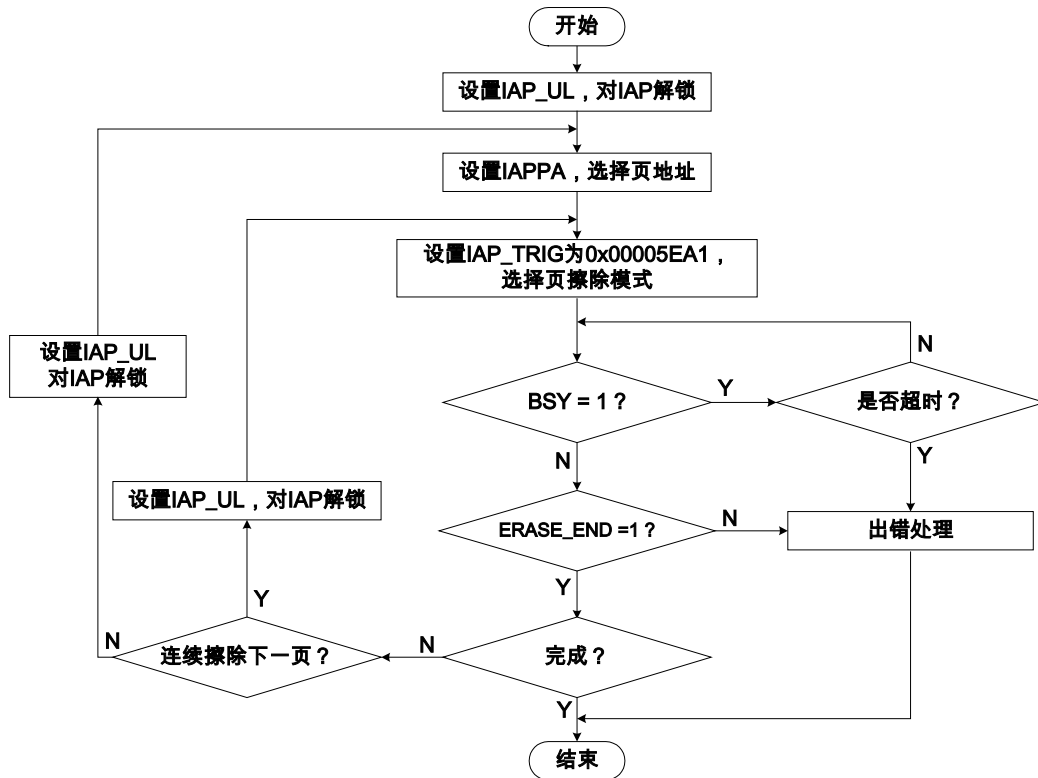 开始
设置IAP_UL，对IAP解锁
设置IAPPA，选择页地址
设置IAP_TRIG为0x00005EA1，
选择页擦除模式
设置IAP_UL
对IAP解锁
N
BSY = 1？
Y
是否超时？
N
Y
设置IAP_UL，对IAP解锁
ERASE_END =1？
N
出错处理
Y
Y
N
连续擦除下一页？
N
完成？
Y
结束